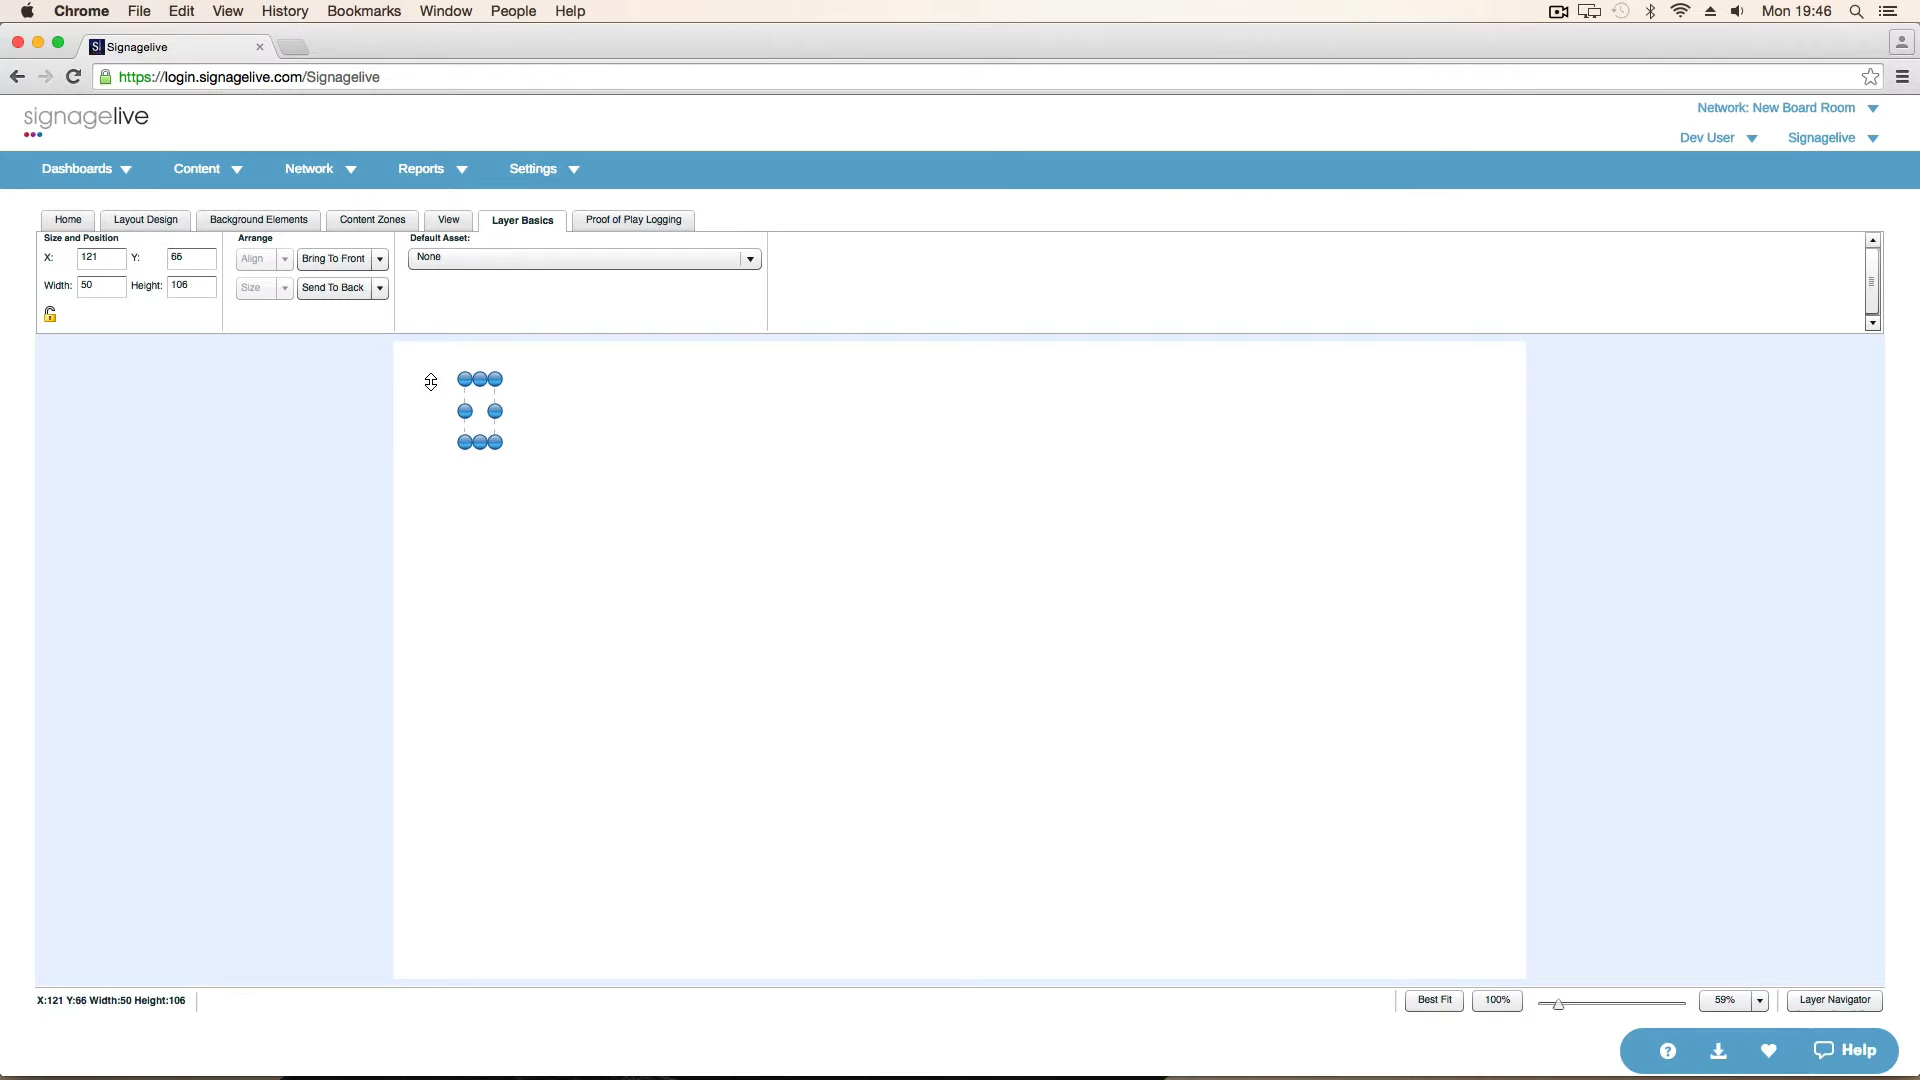 Chrome File Edit View History Bookmarks Window People Help Mon 19:46
Si Signagelive
https://login.signagelive.com/Signagelive
signagelive
Network: New Board Room
Dev User Signagelive
Dashboards Content Network Reports Settings
Home Layout Design Background Elements Content Zones View Layer Basics Proof of Play Logging
Size and Position Arrange Default Asset:
X: 121 Y: 66 Align Bring To Front None
Width: 50 Height: 106 Size Send To Back
X:121 Y:66 Width:50 Height:106 Best Fit 100% 59% Layer Navigator
? Help